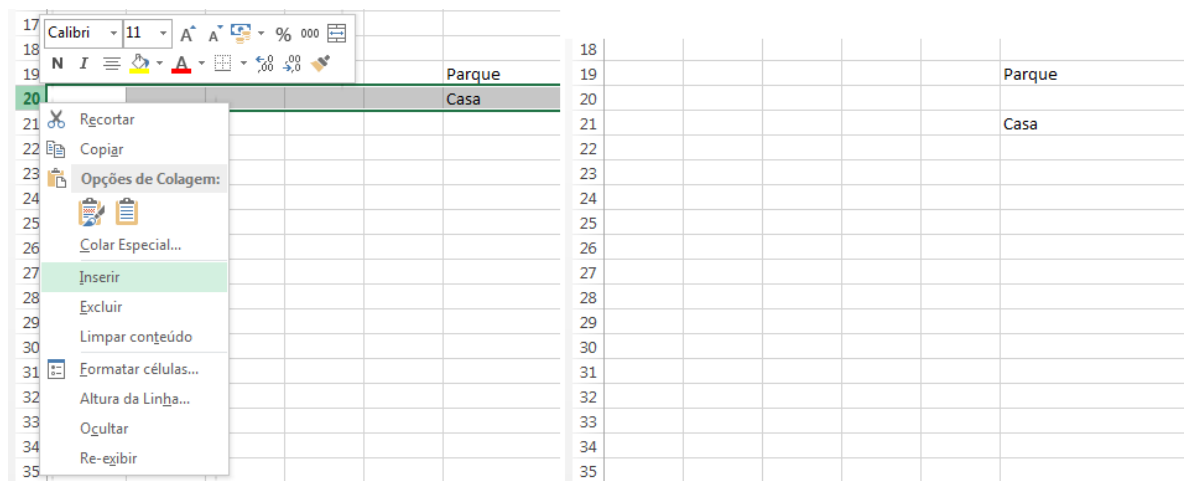 17
Calibri 11 A A % 000
18
N I A ,00 ,00
19 Parque
20 Casa
21
Recortar
22
Copiar
23
Opções de Colagem:
24
25
26
Colar Especial...
27
Inserir
28
Excluir
29
Limpar conteúdo
30
31
Formatar células...
32
Altura da Linha...
33
Ocultar
34
Re-exibir
35
18
19 Parque
20
21 Casa
22
23
24
25
26
27
28
29
30
31
32
33
34
35